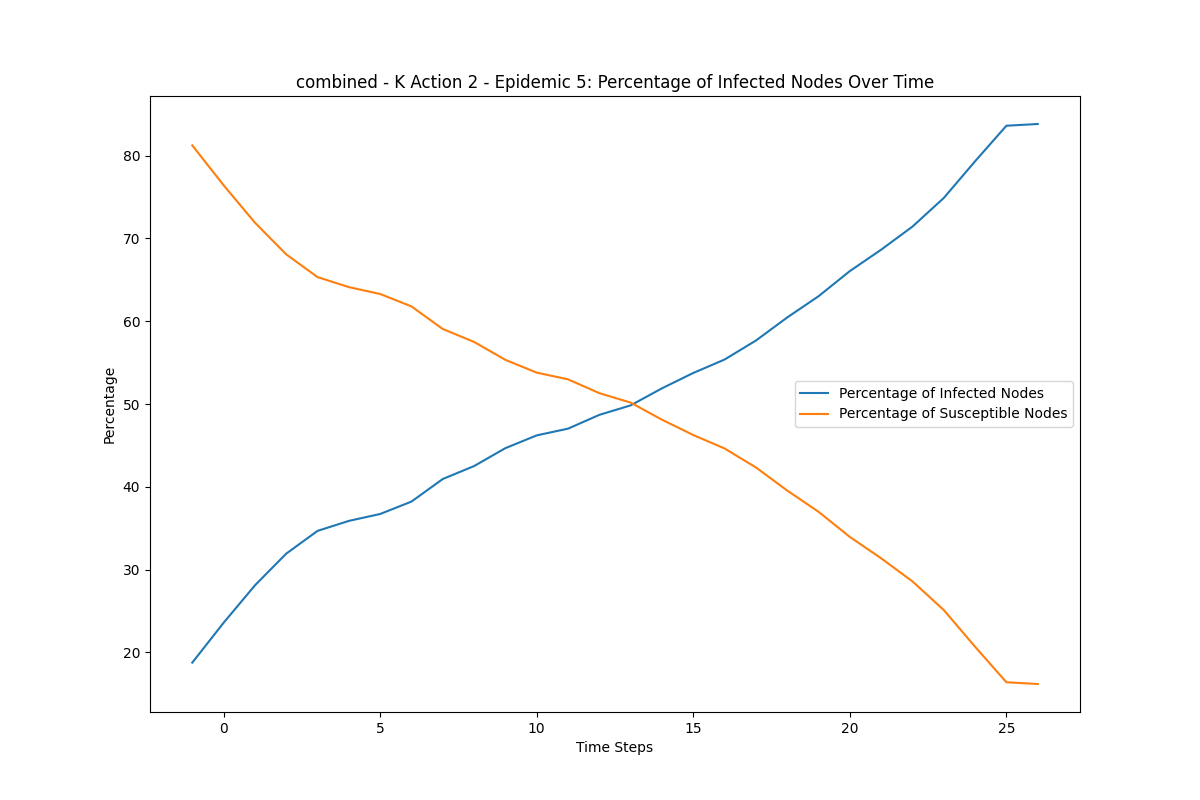 combined - K Action 2 - Epidemic 5: Percentage of Infected Nodes Over Time
80
70
60
50
40
30
20
Percentage
Percentage of Infected Nodes
Percentage of Susceptible Nodes
0 5 10 15 20 25
Time Steps